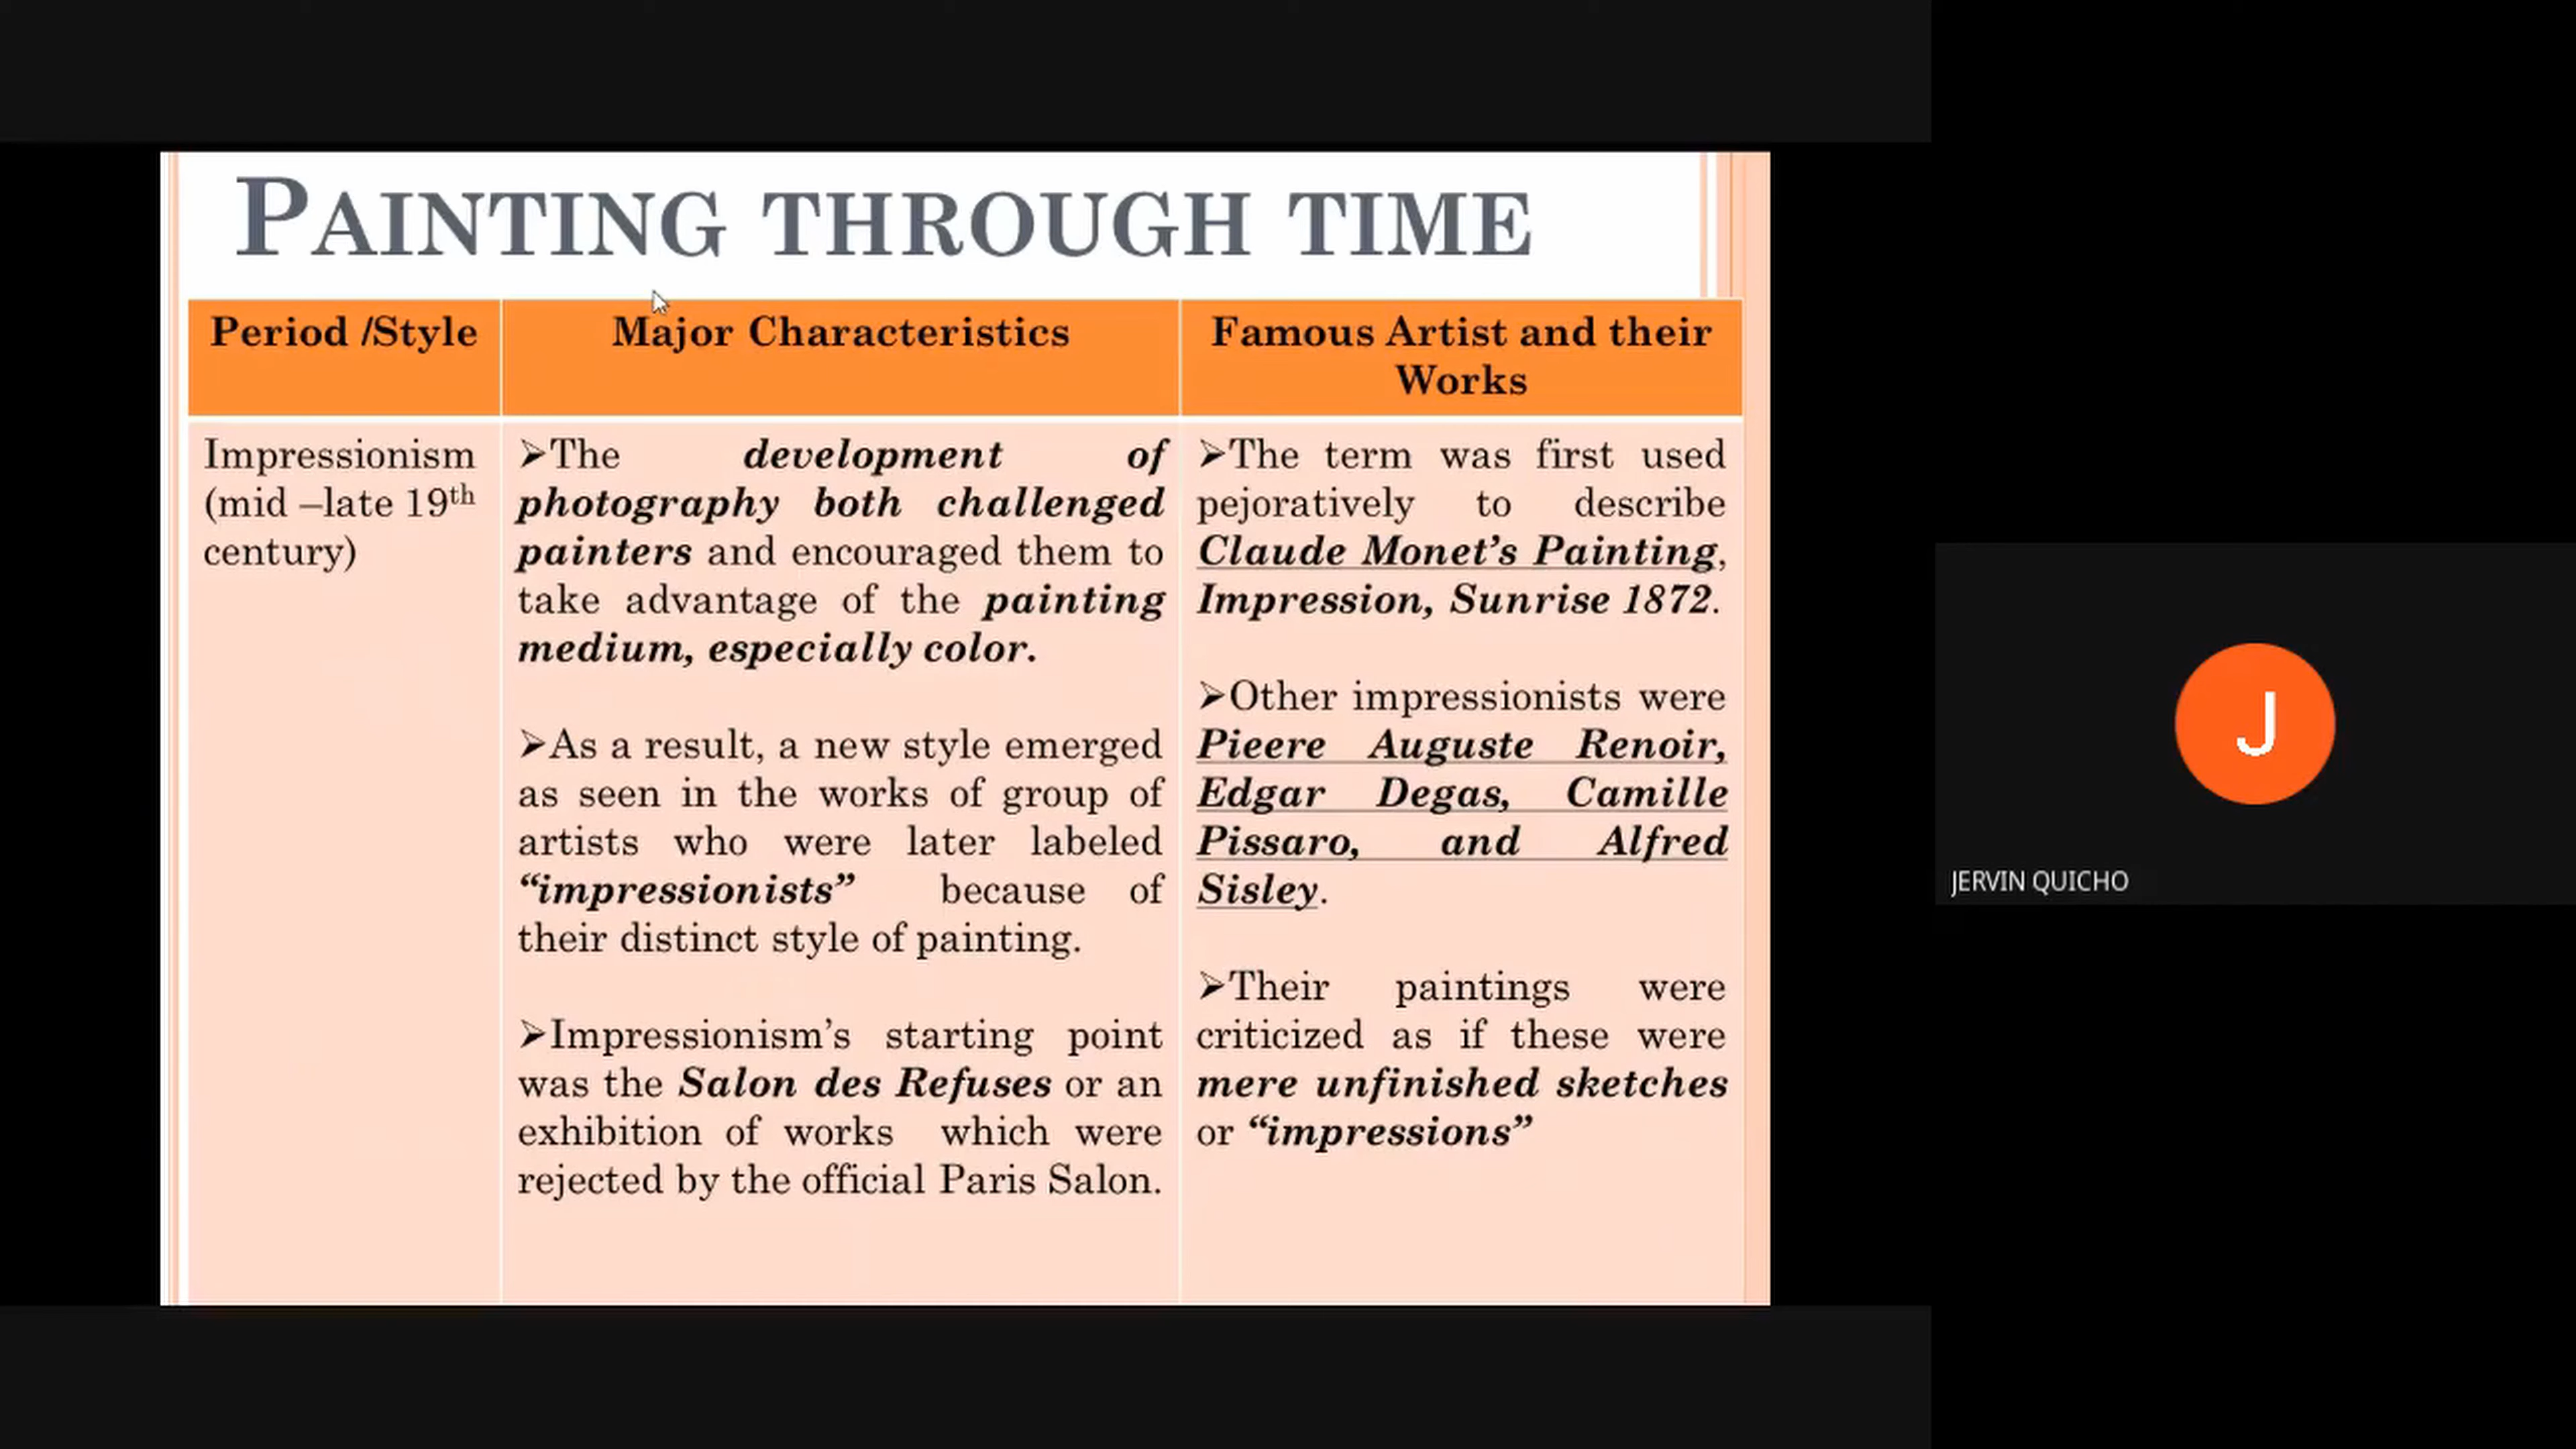 PAINTING THROUGH TIME
Period /Style
Major Characteristics
Famous Artist and their
Works
Impressionism
(mid –late 19th
century)
➢The development of
photography both challenged
painters and encouraged them to
take advantage of the painting
medium, especially color.
➢As a result, a new style emerged
as seen in the works of group of
artists who were later labeled
“impressionists” because of
their distinct style of painting.
➢Impressionism’s starting point
was the Salon des Refuses or an
exhibition of works which were
rejected by the official Paris Salon.
➢The term was first used
pejoratively to describe
Claude Monet’s Painting,
Impression, Sunrise 1872.
➢Other impressionists were
Pieere Auguste Renoir,
Edgar Degas, Camille
Pissaro, and Alfred
Sisley.
➢Their paintings were
criticized as if these were
mere unfinished sketches
or “impressions”
J
JERVIN QUICHO